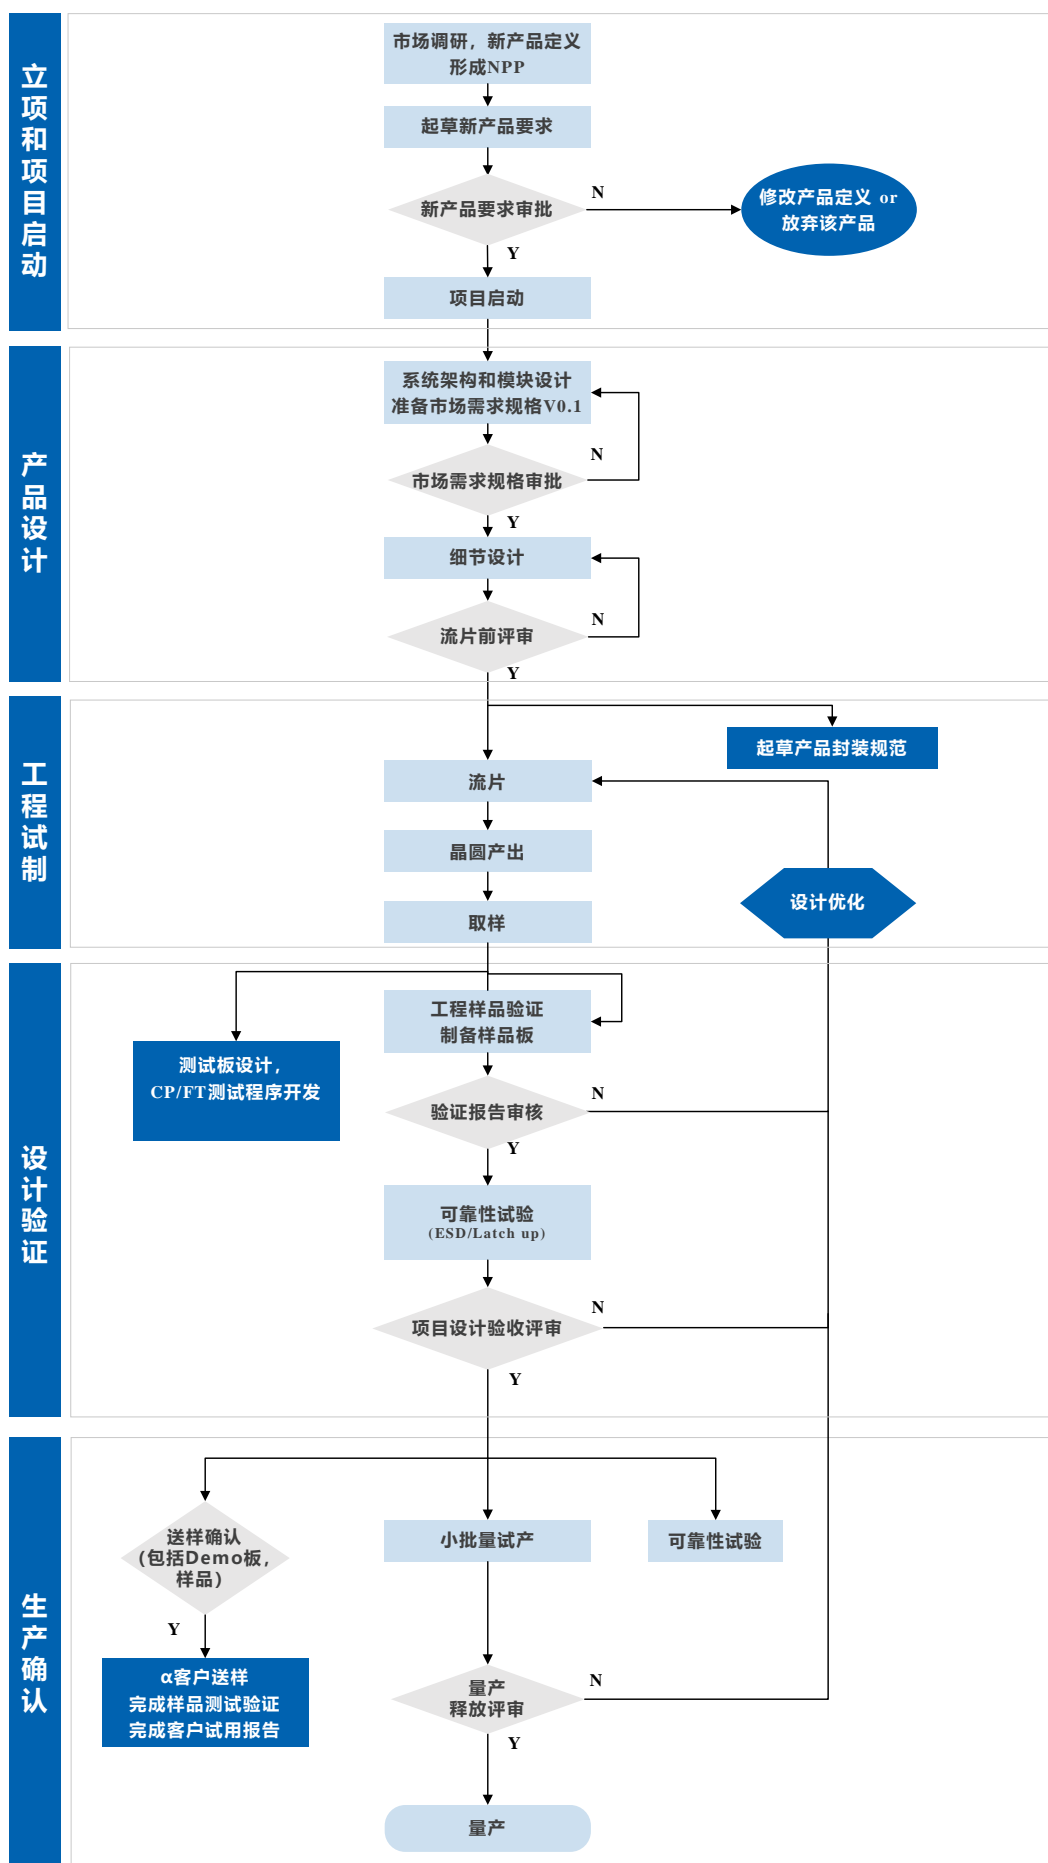 立项和项目启动
市场调研，新产品定义
形成NPP
起草新产品要求
新产品要求审批
N
修改产品定义 or
放弃该产品
Y
项目启动
产品设计
系统架构和模块设计
准备市场需求规格V0.1
N
市场需求规格审批
Y
细节设计
N
流片前评审
Y
工程试制
起草产品封装规范
流片
晶圆产出
设计优化
取样
设计验证
工程样品验证
制备样品板
测试板设计，
CP/FT测试程序开发
N
验证报告审核
Y
可靠性试验
(ESD/Latch up)
N
项目设计验收评审
Y
生产确认
送样确认
（包括Demo板，
样品）
小批量试产
可靠性试验
Y
α客户送样
完成样品测试验证
完成客户试用报告
N
量产
释放评审
Y
量产